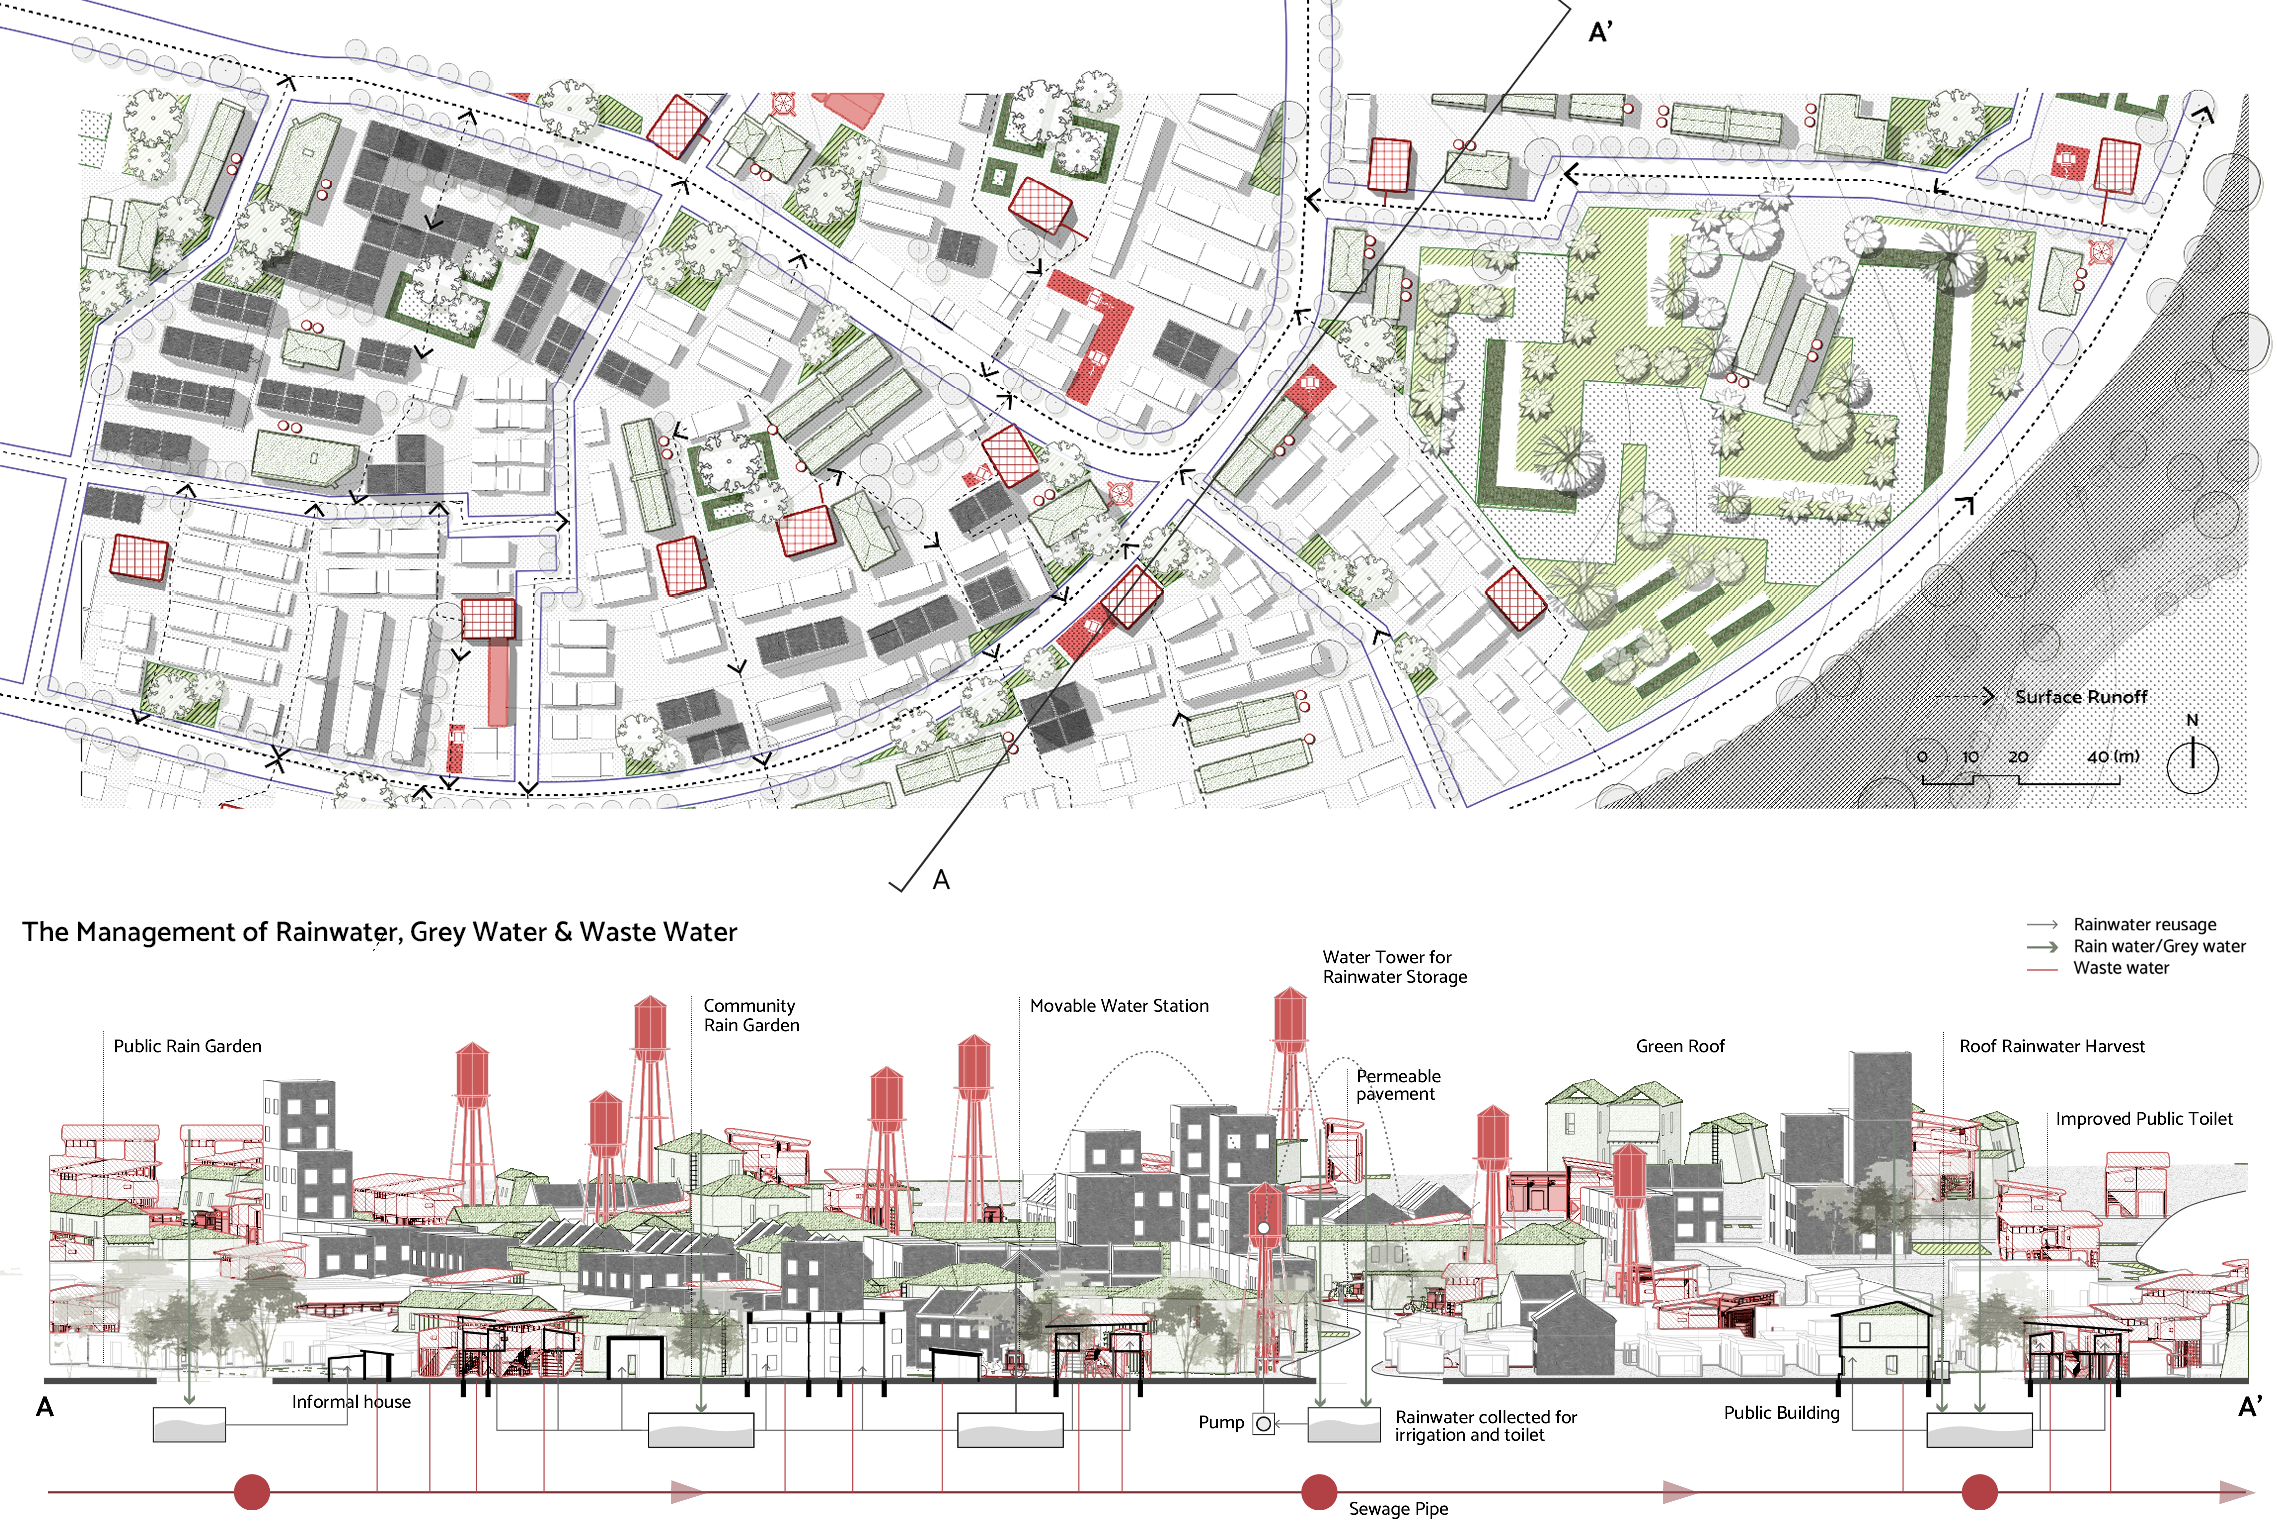 A’
Surface Runoff
N
0 10 20 40 (m)
A
The Management of Rainwater, Grey Water & Waste Water
Rainwater reusage
Rain water/Grey water
Waste water
Water Tower for
Rainwater Storage
Community
Rain Garden
Movable Water Station
Public Rain Garden
Permeable
pavement
Green Roof
Roof Rainwater Harvest
Improved Public Toilet
A
Informal house
Pump
Rainwater collected for
irrigation and toilet
Public Building
A’
Sewage Pipe